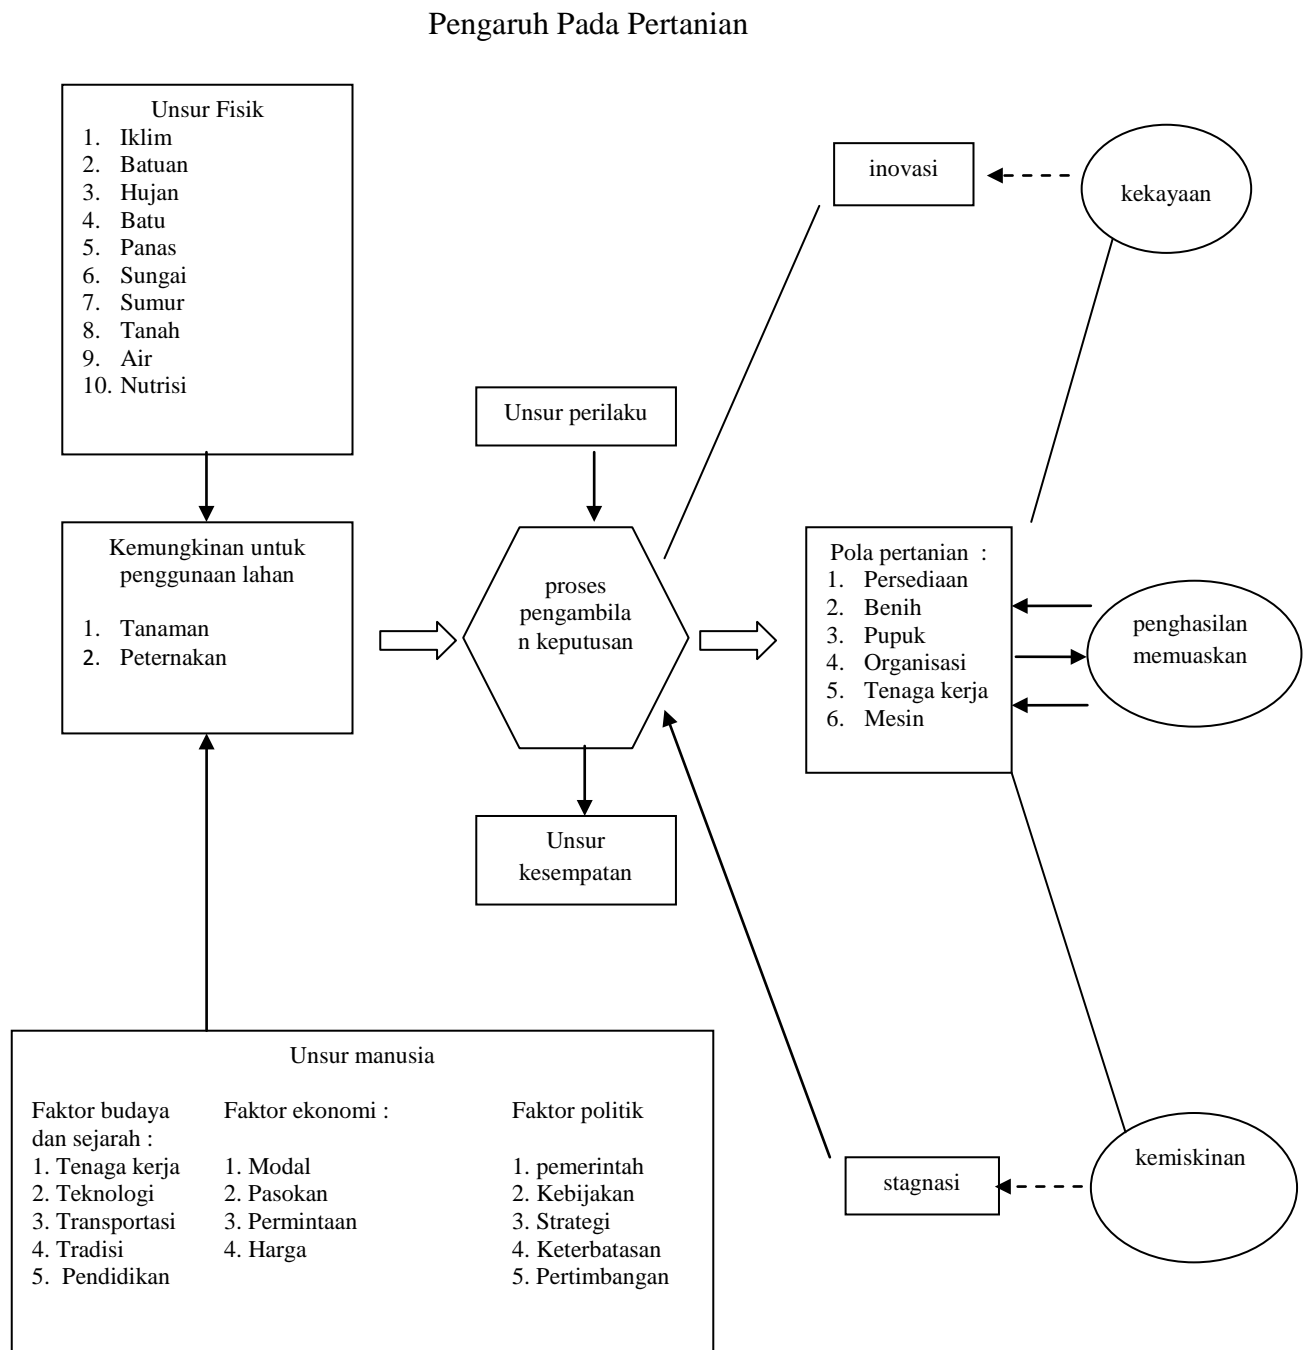 Pengaruh Pada Pertanian
Unsur Fisik
1. Iklim
2. Batuan
3. Hujan
4. Batu
5. Panas
6. Sungai
7. Sumur
8. Tanah
9. Air
10. Nutrisi
inovasi
kekayaan
Unsur perilaku
Kemungkinan untuk
penggunaan lahan
1. Tanaman
2. Peternakan
proses
pengambila
n keputusan
Pola pertanian :
1. Persediaan
2. Benih
3. Pupuk
4. Organisasi
5. Tenaga kerja
6. Mesin
penghasilan
memuaskan
Unsur
kesempatan
Unsur manusia
Faktor budaya
dan sejarah :
1. Tenaga kerja
2. Teknologi
3. Transportasi
4. Tradisi
5. Pendidikan
Faktor ekonomi :
1. Modal
2. Pasokan
3. Permintaan
4. Harga
Faktor politik
1. pemerintah
2. Kebijakan
3. Strategi
4. Keterbatasan
5. Pertimbangan
stagnasi
kemiskinan